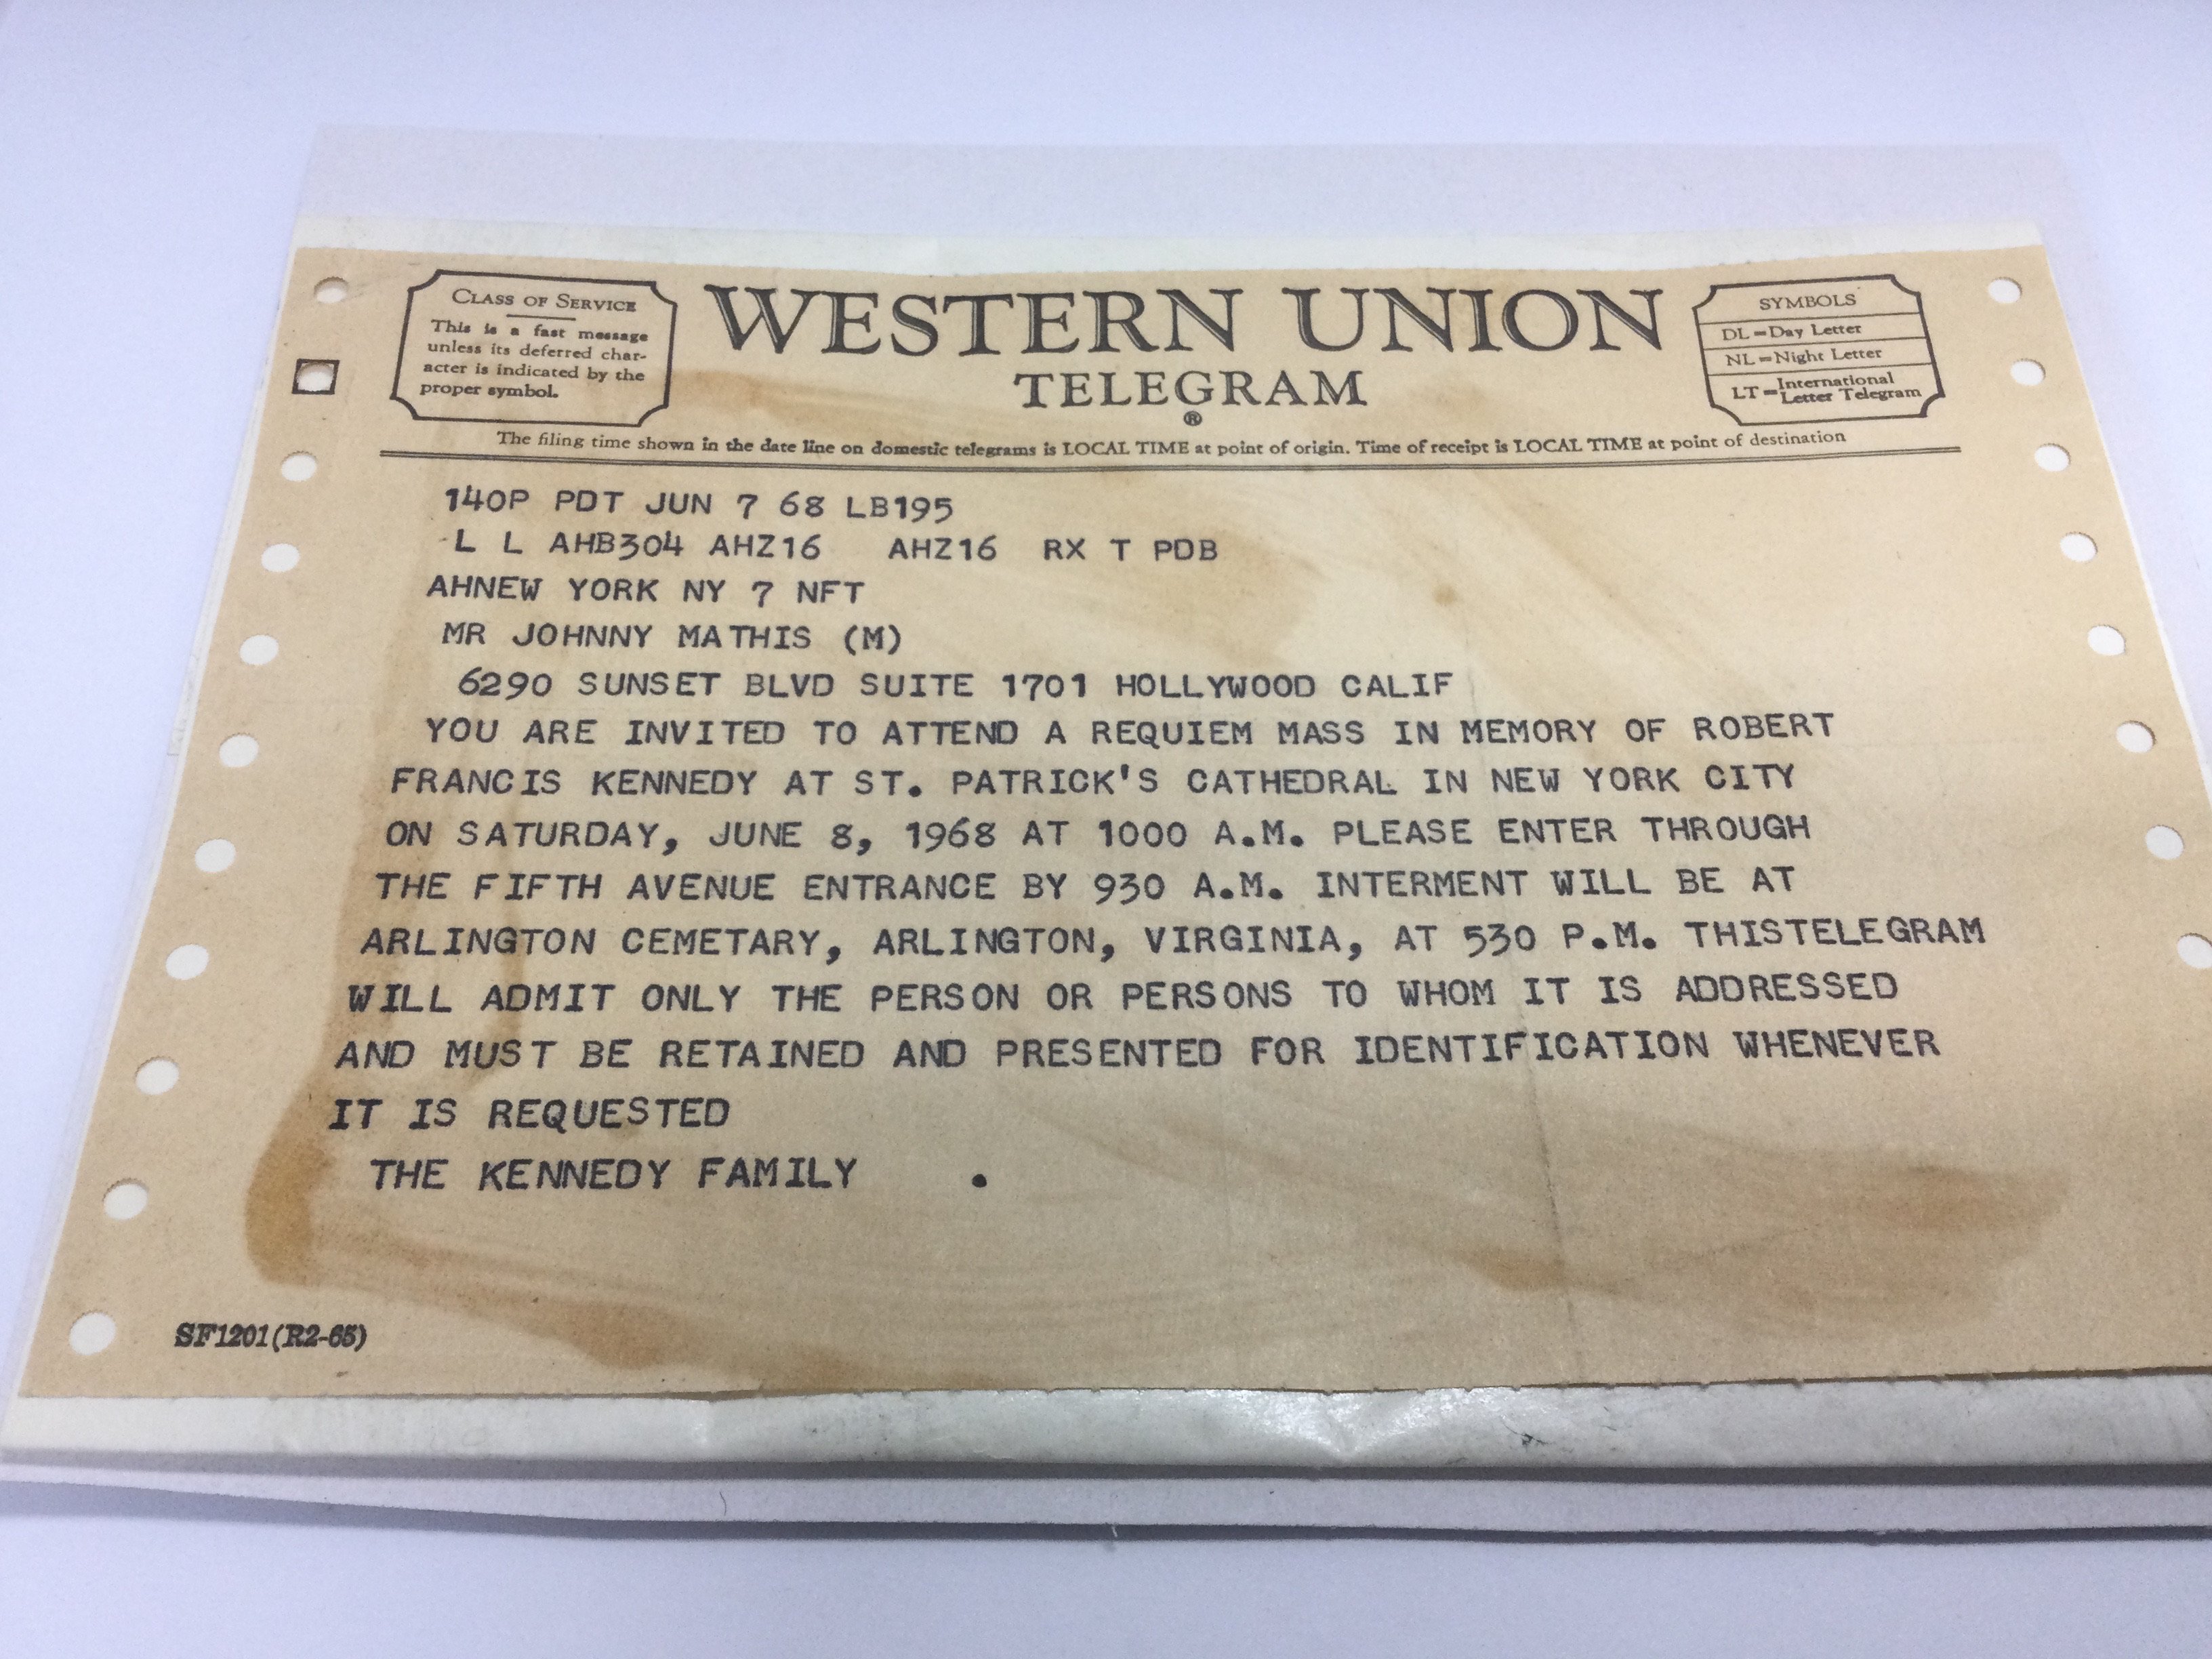 CLASS OF SERVICE
This is a fast message
unless its deferred char-
acter is indicated by the
proper symbol.
WESTERN UNION
TELEGRAM
®
SYMBOLS
DL=Day Letter
NL=Night Letter
LT=International
Letter Telegram
The filing time shown in the date line on domestic telegrams is LOCAL TIME at point of origin. Time of receipt is LOCAL TIME at point of destination
140P PDT JUN 7 68 LB195
L L AHB304 AHZ16 AHZ16 RX T PDB
AHNEW YORK NY 7 NFT
MR JOHNNY MATHIS (M)
6290 SUNSET BLVD SUITE 1701 HOLLYWOOD CALIF
YOU ARE INVITED TO ATTEND A REQUIEM MASS IN MEMORY OF ROBERT
FRANCIS KENNEDY AT ST. PATRICK'S CATHEDRAL IN NEW YORK CITY
ON SATURDAY, JUNE 8, 1968 AT 1000 A.M. PLEASE ENTER THROUGH
THE FIFTH AVENUE ENTRANCE BY 930 A.M. INTERMENT WILL BE AT
ARLINGTON CEMETARY, ARLINGTON, VIRGINIA, AT 530 P.M. THISTELEGRAM
WILL ADMIT ONLY THE PERSON OR PERSONS TO WHOM IT IS ADDRESSED
AND MUST BE RETAINED AND PRESENTED FOR IDENTIFICATION WHENEVER
IT IS REQUESTED
THE KENNEDY FAMILY .
SF1201(R2-65)